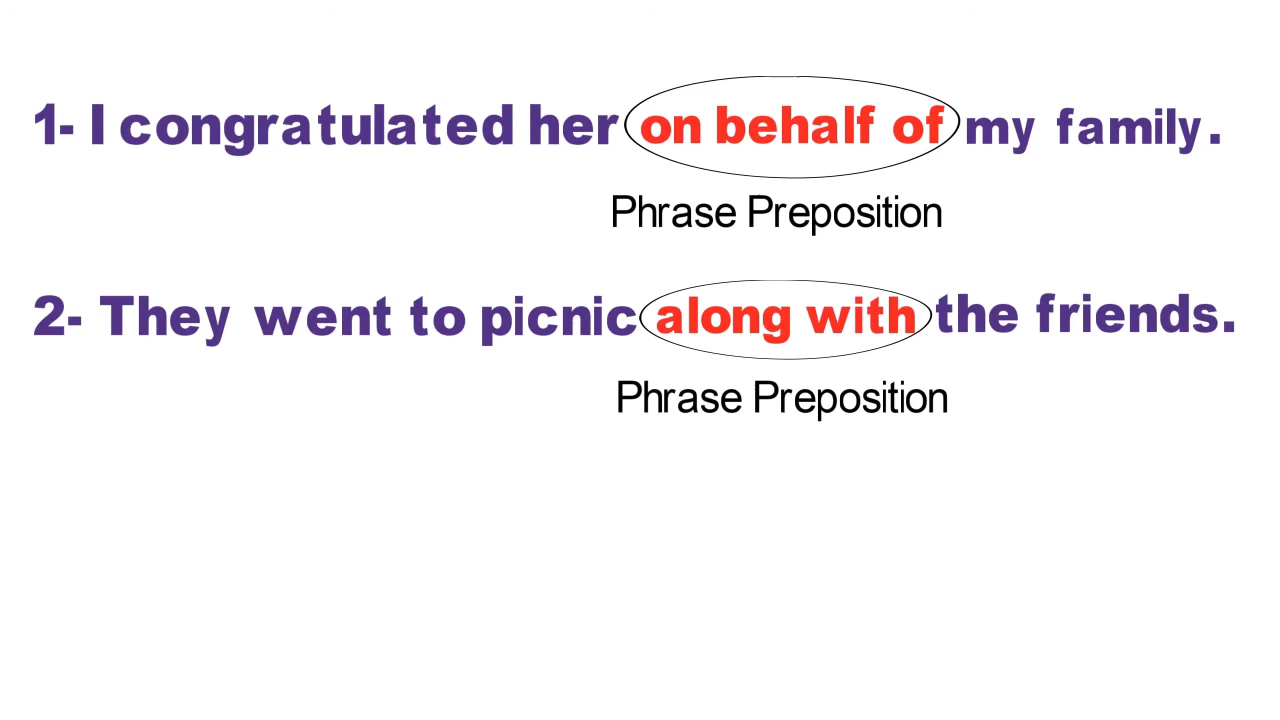 1- I congratulated her on behalf of my family.
Phrase Preposition
2- They went to picnic along with the friends.
Phrase Preposition